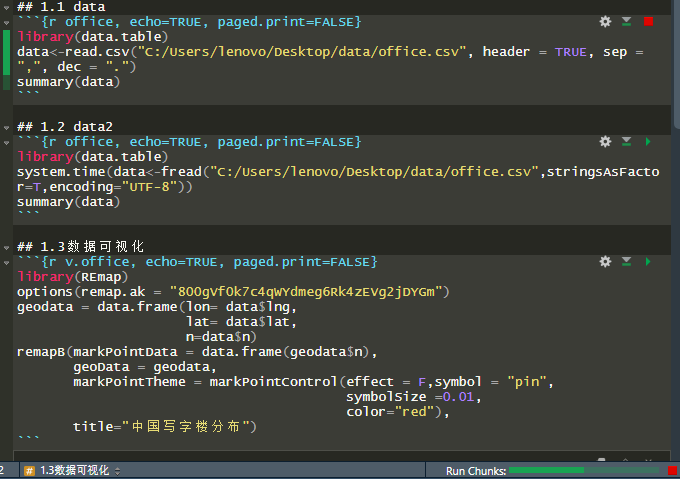 ## 1.1 data
```{r office, echo=TRUE, paged.print=FALSE}
library(data.table)
data<-read.csv("C:/Users/lenovo/Desktop/data/office.csv", header = TRUE, sep =
",", dec = ".")
summary(data)
```
## 1.2 data2
```{r office, echo=TRUE, paged.print=FALSE}
library(data.table)
system.time(data<-fread("C:/Users/lenovo/Desktop/data/office.csv",stringsAsFacto
r=T,encoding="UTF-8"))
summary(data)
```
## 1.3数据可视化
```{r v.office, echo=TRUE, paged.print=FALSE}
library(REmap)
options(remap.ak = "8OOgVfOk7c4qWYdmeg6Rk4zEVg2jDYGm")
geodata = data.frame(lon= data$lng,
lat= data$lat,
n=data$n)
remapB(markPointData = data.frame(geodata$n),
geoData = geodata,
markPointTheme = markPointControl(effect = F,symbol = "pin",
symbolSize =0.01,
color="red"),
title="中国写字楼分布")
```
2 # 1.3数据可视化 Run Chunks: